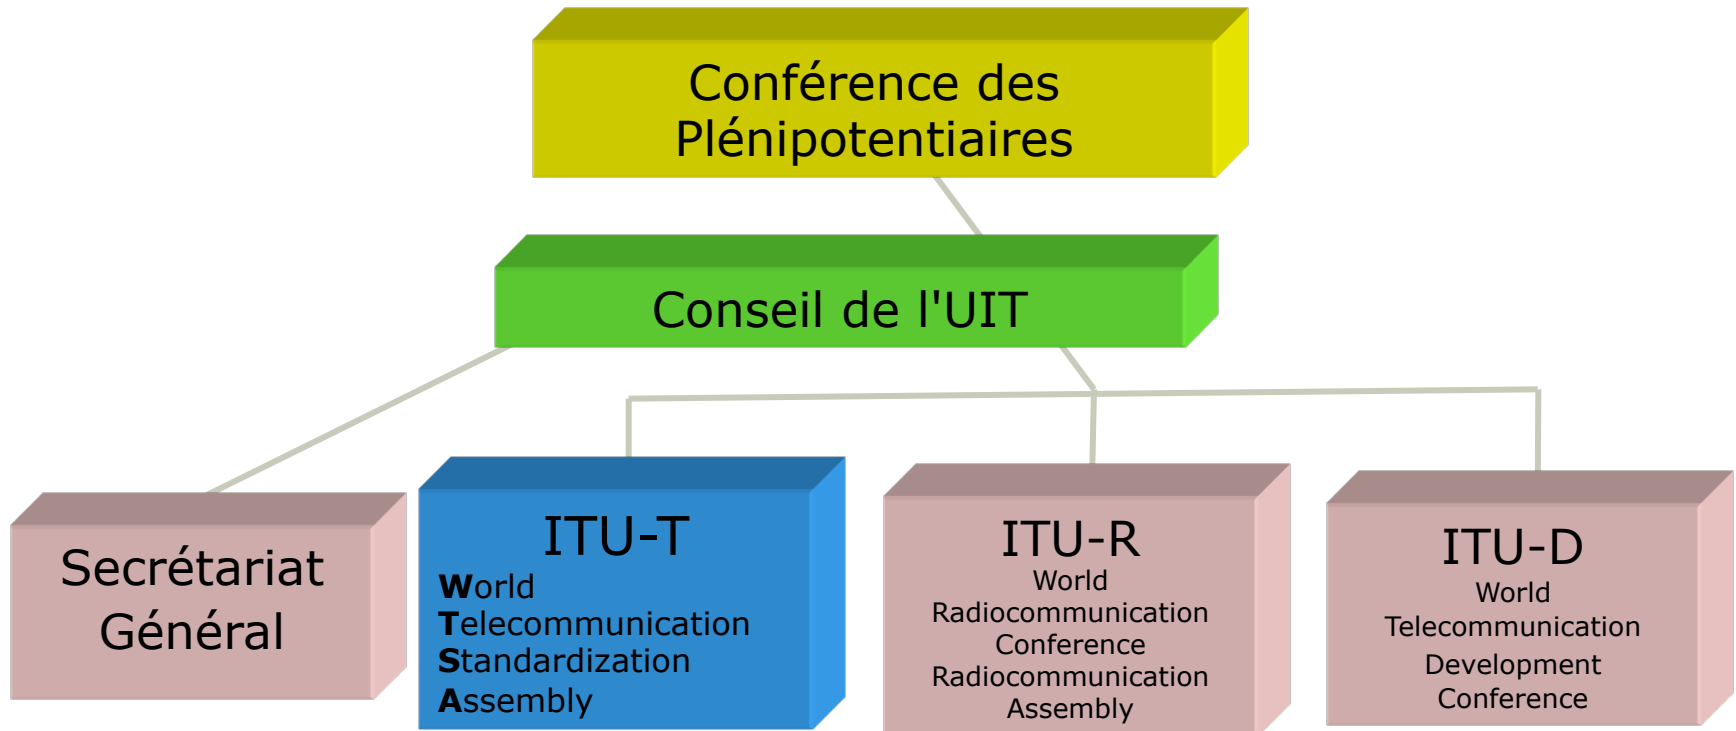 Conférence des
Plénipotentiaires
Conseil de l'UIT
Secrétariat
Général
ITU-T
World
Telecommunication
Standardization
Assembly
ITU-R
World
Radiocommunication
Conference
Radiocommunication
Assembly
ITU-D
World
Telecommunication
Development
Conference